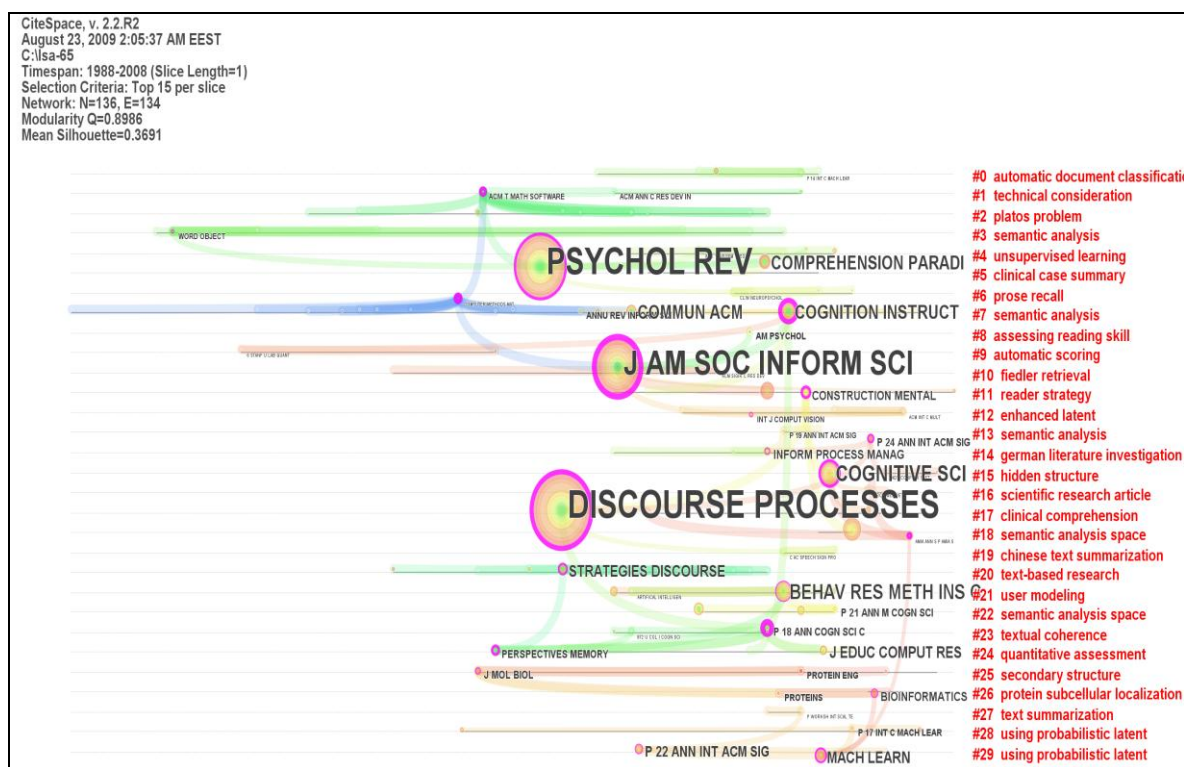 CiteSpace, v. 2.2.R2
August 23, 2009 2:05:37 AM EEST
C:\lsa-65
Timespan: 1988-2008 (Slice Length=1)
Selection Criteria: Top 15 per slice
Network: N=136, E=134
Modularity Q=0.8986
Mean Silhouette=0.3691
#0 automatic document classificatio
ACM T MATH SOFTWARE ACM ANN C RES DEV IN #1 technical consideration
#2 platos problem
WORD OBJECT #3 semantic analysis
PSYCHOL REV COMPREHENSION PARADI #4 unsupervised learning
#5 clinical case summary
#6 prose recall
ANNU REV INFORM COMMUN ACM COGNITION INSTRUCT #7 semantic analysis
AM PSYCHOL #8 assessing reading skill
#9 automatic scoring
J AM SOC INFORM SCI #10 fiedler retrieval
CONSTRUCTION MENTAL #11 reader strategy
INT J COMPUT VISION #12 enhanced latent
P 19 ANN INT ACM SIG P 24 ANN INT ACM SIG #13 semantic analysis
INFORM PROCESS MANAG #14 german literature investigation
COGNITIVE SCI #15 hidden structure
#16 scientific research article
DISCOURSE PROCESSES #17 clinical comprehension
#18 semantic analysis space
#19 chinese text summarization
STRATEGIES DISCOURSE #20 text-based research
ARTIFICIAL INTELLIGEN BEHAV RES METH INS C #21 user modeling
P 21 ANN M COGN SCI #22 semantic analysis space
P 18 ANN COGN SCI C #23 textual coherence
PERSPECTIVES MEMORY J EDUC COMPUT RES #24 quantitative assessment
J MOL BIOL PROTEIN ENG #25 secondary structure
PROTEINS BIOINFORMATICS #26 protein subcellular localization
#27 text summarization
P 17 INT C MACH LEAR #28 using probabilistic latent
P 22 ANN INT ACM SIG MACH LEARN #29 using probabilistic latent